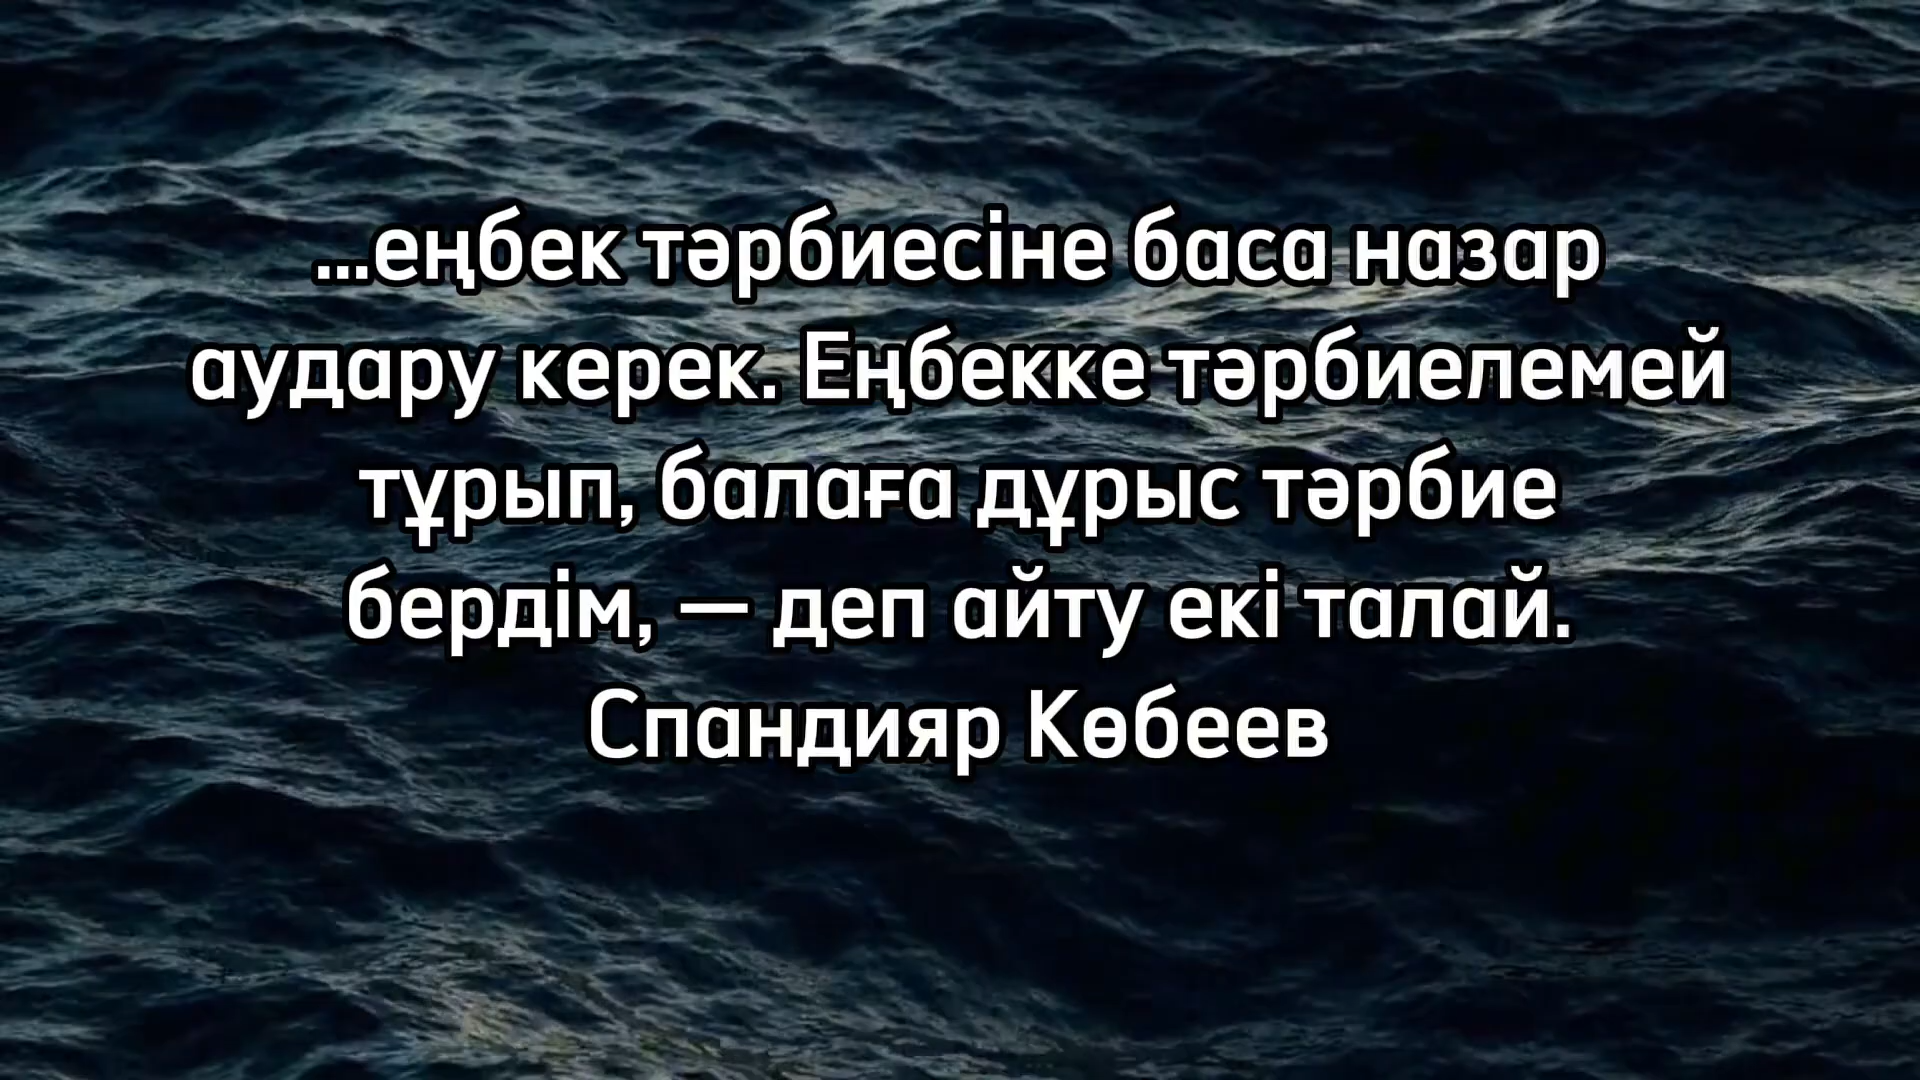 ...еңбек тәрбиесіне баса назар
аудару керек. Еңбекке тәрбиелемей
тұрып, балаға дұрыс тәрбие
бердім, — деп айту екі талай.
Спандияр Көбеев